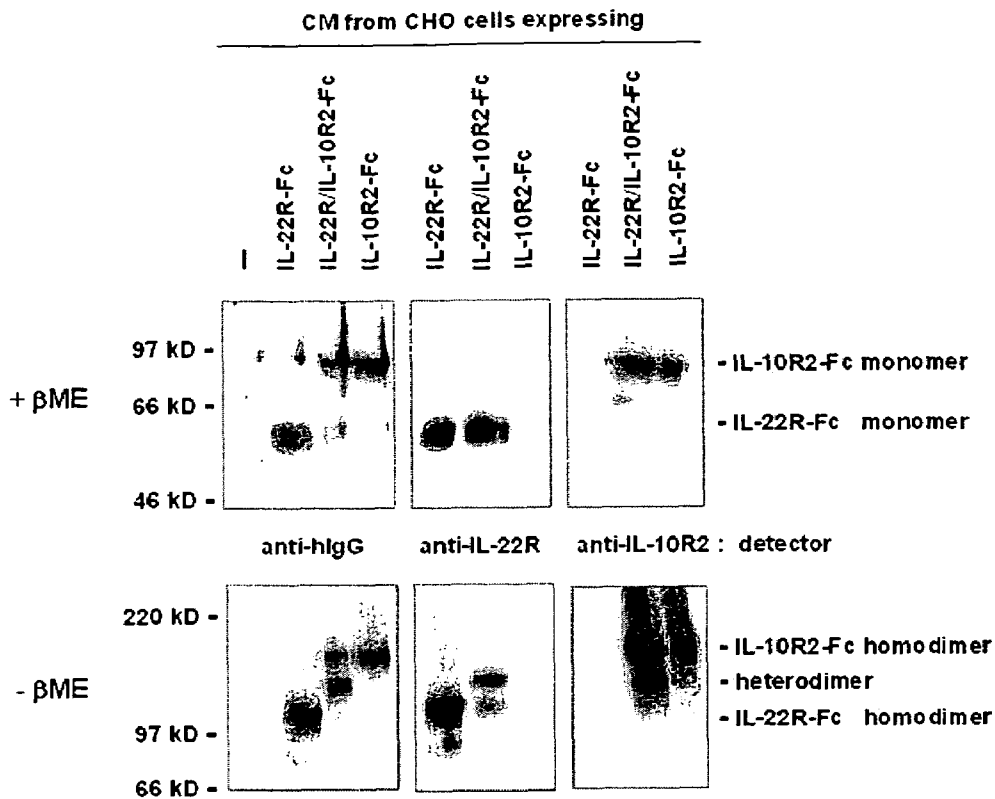 CM from CHO cells expressing
–
IL-22R-Fc
IL-22R/IL-10R2-Fc
IL-10R2-Fc
IL-22R-Fc
IL-22R/IL-10R2-Fc
IL-10R2-Fc
IL-22R-Fc
IL-22R/IL-10R2-Fc
IL-10R2-Fc
+ βME
97 kD -
66 kD -
46 kD -
- IL-10R2-Fc monomer
- IL-22R-Fc monomer
anti-hIgG anti-IL-22R anti-IL-10R2 : detector
- βME
220 kD -
97 kD -
66 kD -
- IL-10R2-Fc homodimer
- heterodimer
- IL-22R-Fc homodimer